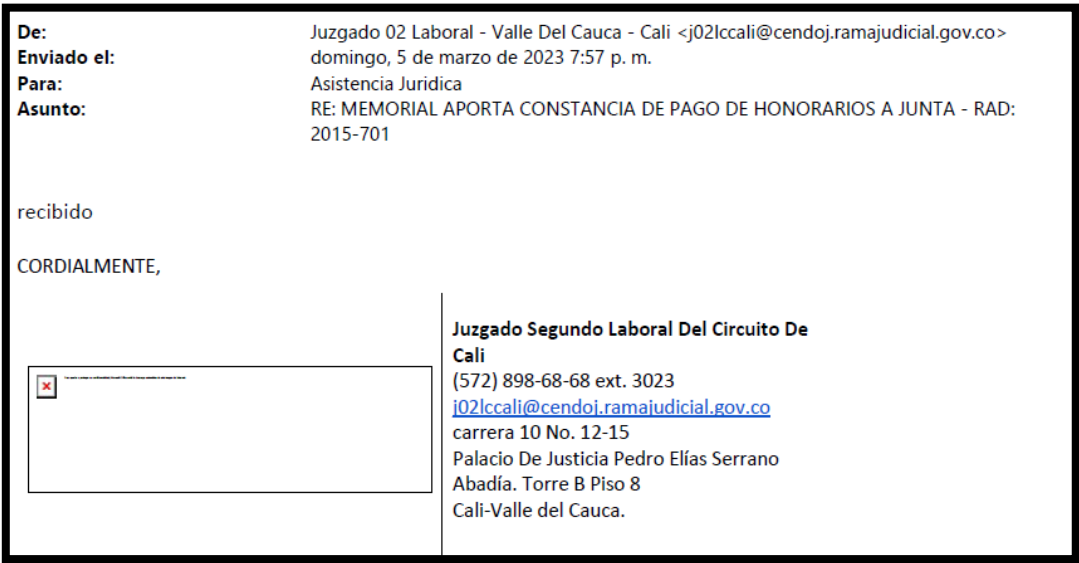 De: Juzgado 02 Laboral - Valle Del Cauca - Cali <j02lccali@cendoj.ramajudicial.gov.co>
Enviado el: domingo, 5 de marzo de 2023 7:57 p. m.
Para: Asistencia Juridica
Asunto: RE: MEMORIAL APORTA CONSTANCIA DE PAGO DE HONORARIOS A JUNTA - RAD:
2015-701
recibido
CORDIALMENTE,
Juzgado Segundo Laboral Del Circuito De
Cali
(572) 898-68-68 ext. 3023
j02lccali@cendoj.ramajudicial.gov.co
carrera 10 No. 12-15
Palacio De Justicia Pedro Elías Serrano
Abadía. Torre B Piso 8
Cali-Valle del Cauca.